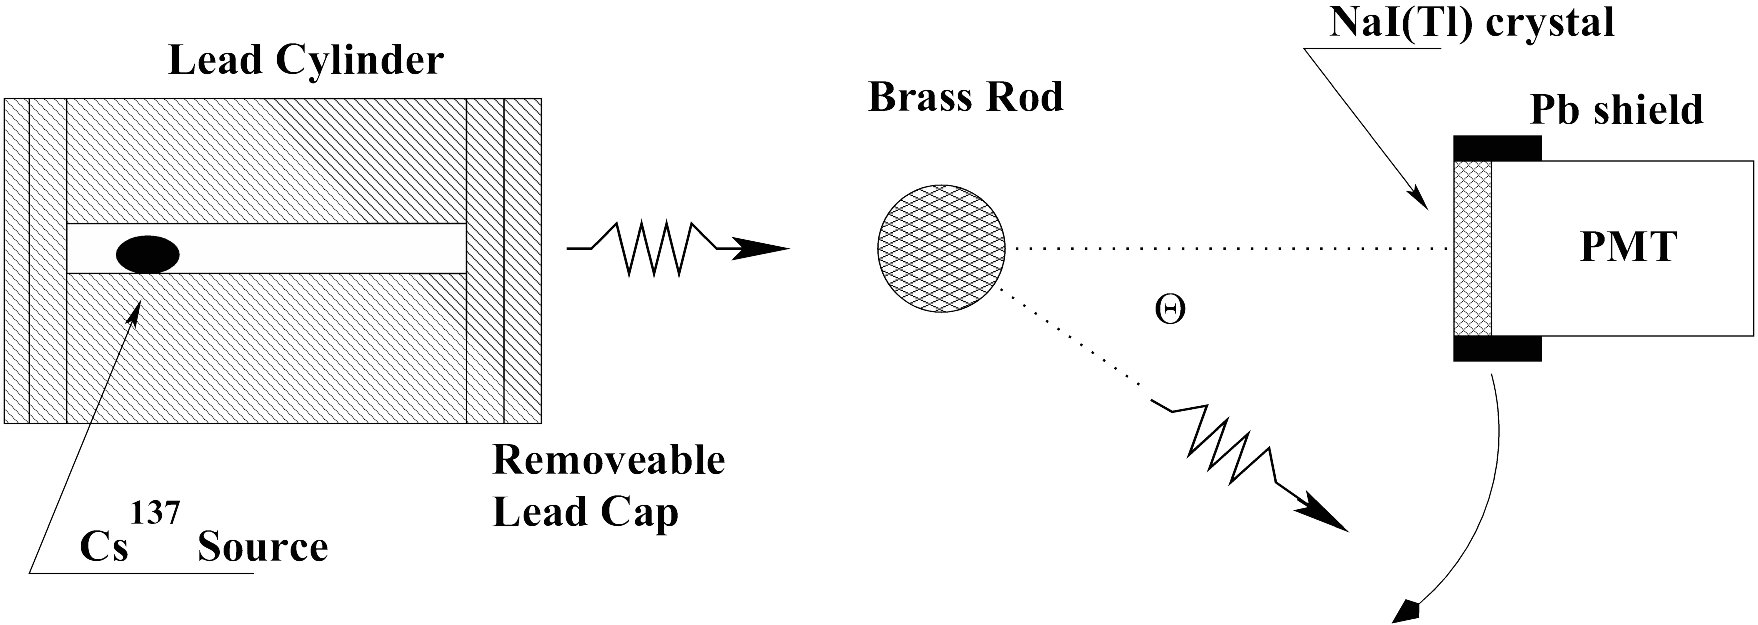 NaI(Tl) crystal
Lead Cylinder
Brass Rod
Pb shield
PMT
Θ
Removeable
Lead Cap
Cs¹³⁷ Source